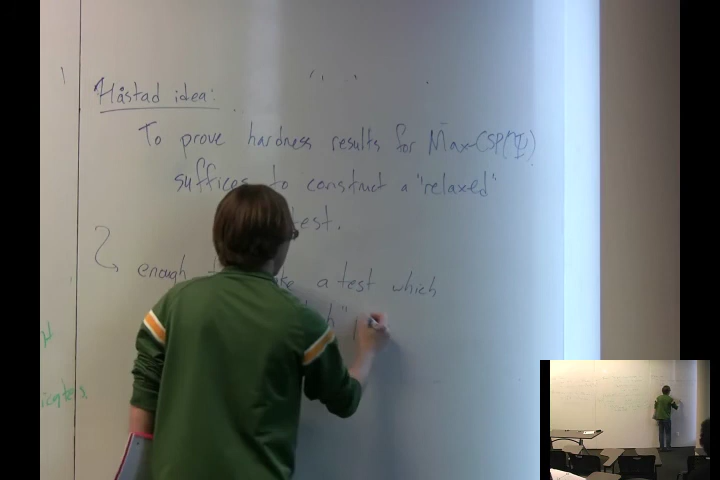 Håstad idea:
To prove hardness results for Max-CSP(Ψ)
suffices to construct a "relaxed"
test.
enough a test which